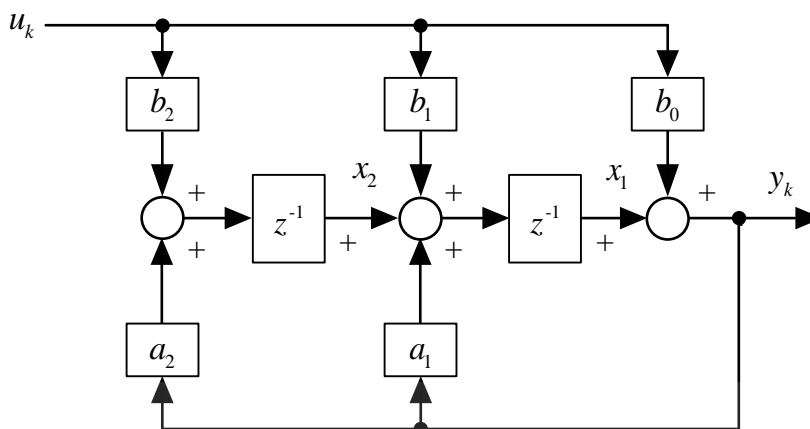 u_k
b_2 b_1 b_0
x_2 x_1 y_k
+ + +
z^-1 z^-1
+ + + +
a_2 a_1